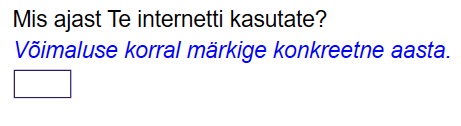 Mis ajast Te internetti kasutate?
Võimaluse korral märkige konkreetne aasta.